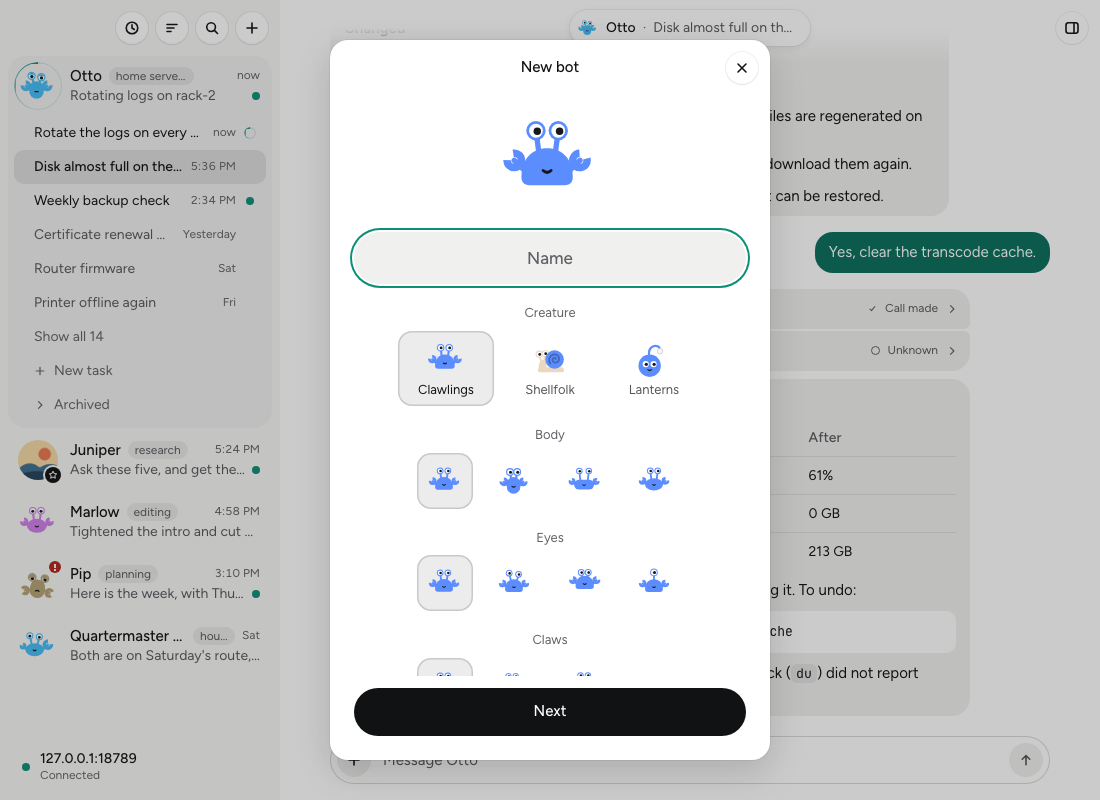 Otto
home serve...
now
Rotating logs on rack-2
Rotate the logs on every ...
now
Disk almost full on the...
5:36 PM
Weekly backup check
2:34 PM
Certificate renewal ...
Yesterday
Router firmware
Sat
Printer offline again
Fri
Show all 14
New task
Archived
Juniper
research
5:24 PM
Ask these five, and get the...
Marlow
editing
4:58 PM
Tightened the intro and cut ...
Pip
planning
3:10 PM
Here is the week, with Thu...
Quartermaster ...
hou...
Sat
Both are on Saturday's route,...
127.0.0.1:18789
Connected
Otto · Disk almost full on th...
New bot
Name
Creature
Clawlings
Shellfolk
Lanterns
Body
Eyes
Claws
Next
are regenerated on
download them again.
can be restored.
Yes, clear the transcode cache.
Call made
Unknown
After
61%
0 GB
213 GB
it. To undo:
(du) did not report
Message Otto